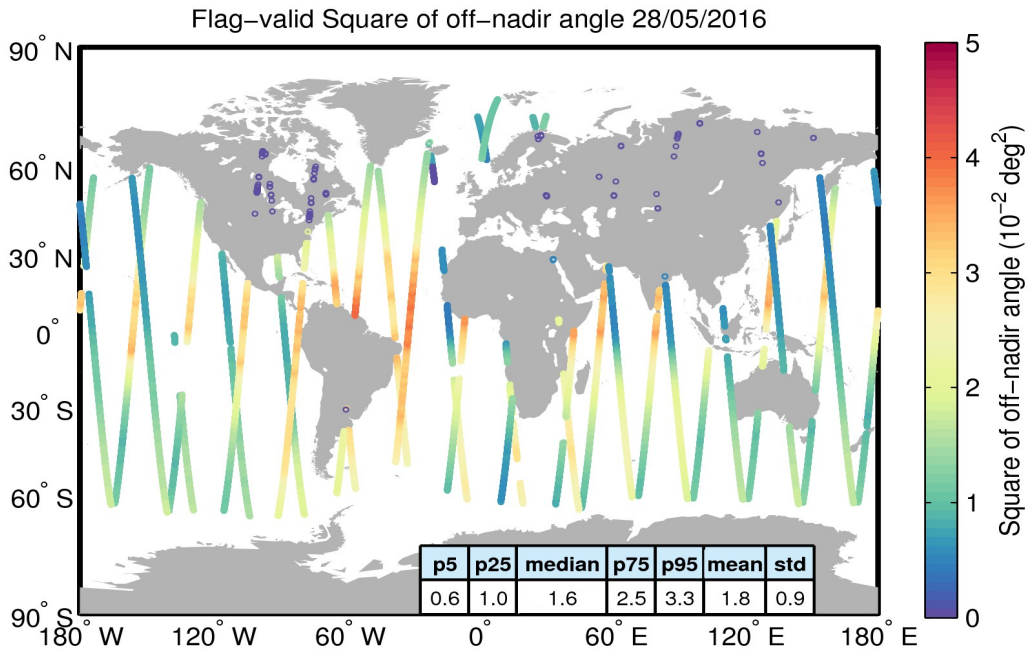 Flag−valid Square of off−nadir angle 28/05/2016
90° N
60° N
30° N
0°
30° S
60° S
90° S
180° W 120° W 60° W 0° 60° E 120° E 180° E
p5 p25 median p75 p95 mean std
0.6 1.0 1.6 2.5 3.3 1.8 0.9
5
4
3
2
1
0
Square of off−nadir angle (10⁻² deg²)